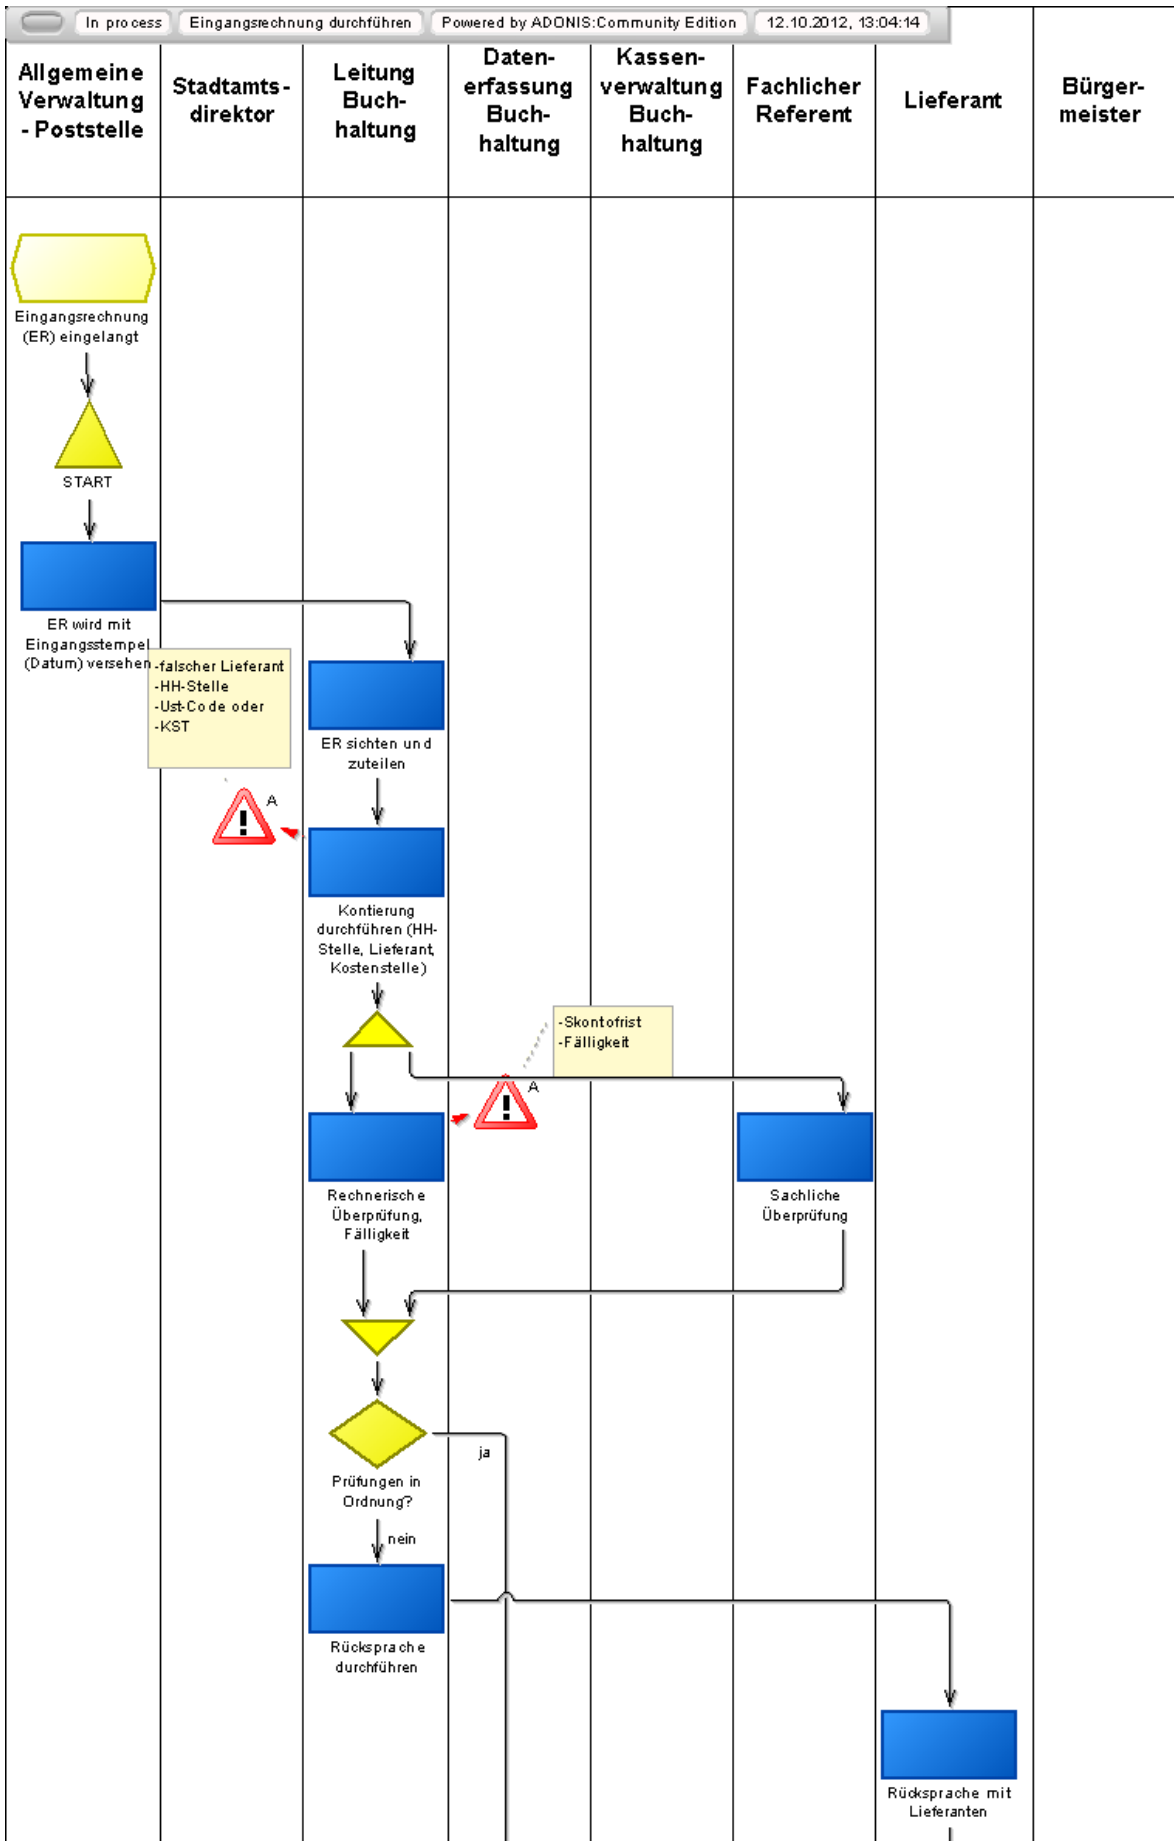 In process
Eingangsrechnung durchführen
Powered by ADONIS:Community Edition
12.10.2012, 13:04:14
Allgemeine
Verwaltung
- Poststelle
Stadtamts-
direktor
Leitung
Buch-
haltung
Daten-
erfassung
Buch-
haltung
Kassen-
verwaltung
Buch-
haltung
Fachlicher
Referent
Lieferant
Bürger-
meister
Eingangsrechnung
(ER) eingelangt
START
ER wird mit
Eingangsstempel
(Datum) versehen
-falscher Lieferant
-HH-Stelle
-Ust-Code oder
-KST
ER sichten und
zuteilen
A
Kontierung
durchführen (HH-
Stelle, Lieferant,
Kostenstelle)
-Skontofrist
-Fälligkeit
A
Rechnerische
Überprüfung,
Fälligkeit
Sachliche
Überprüfung
ja
Prüfungen in
Ordnung?
nein
Rücksprache
durchführen
Rücksprache mit
Lieferanten